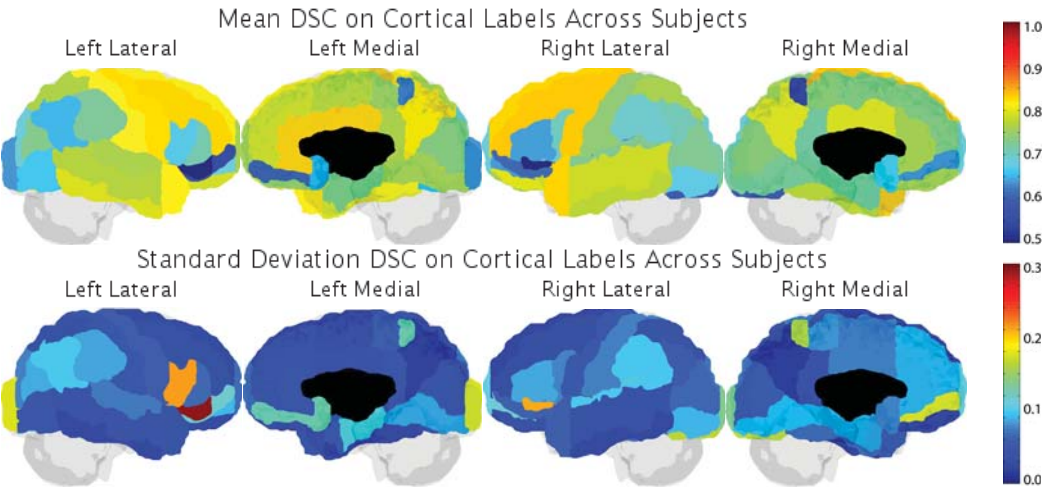 Mean DSC on Cortical Labels Across Subjects
Left Lateral
Left Medial
Right Lateral
Right Medial
1.0
0.9
0.8
0.7
0.6
0.5
Standard Deviation DSC on Cortical Labels Across Subjects
Left Lateral
Left Medial
Right Lateral
Right Medial
0.3
0.2
0.1
0.0